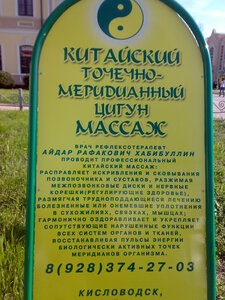 КИТАЙСКИЙ
ТОЧЕЧНО-
МЕРИДИАННЫЙ
ЦИГУН
МАССАЖ
ВРАЧ РЕФЛЕКСОТЕРАПЕВТ
АЙДАР РАФАКОВИЧ ХАБИБУЛЛИН
ПРОВОДИТ ПРОФЕССИОНАЛЬНЫЙ
КИТАЙСКИЙ МАССАЖ:
РАСПРАВЛЯЕТ ИСКРИВЛЕНИЯ И СКОВЫВАНИЯ
ПОЗВОНОЧНИКА И СУСТАВОВ, РАЗЖИМАЯ
МЕЖПОЗВОНКОВЫЕ ДИСКИ И НЕРВНЫЕ
КОРЕШКИ(РЕГУЛИРУЮЩИЕ ЗДОРОВЬЕ),
РАЗМЯГЧАЯ ТРУДНОПОДДАЮЩИЕСЯ ЛЕЧЕНИЮ
БОЛЕЗНЕННЫЕ ИЛИ ОНЕМЕВШИЕ УПЛОТНЕНИЯ
В СУХОЖИЛИЯХ, СВЯЗКАХ, МЫШЦАХ;
ГАРМОНИЧНО ОЗДОРАВЛИВАЕТ И УКРЕПЛЯЕТ
СОПУТСТВУЮЩИЕ НАРУШЕННЫЕ ФУНКЦИИ
ВСЕХ СИСТЕМ ОРГАНОВ И ТКАНЕЙ,
ВОССТАНАВЛИВАЯ ПУЛЬСЫ ЭНЕРГИИ
БИОЛОГИЧЕСКИ АКТИВНЫХ ТОЧЕК
МЕРИДИАНОВ ОРГАНИЗМА.
8(928)374-27-03
КИСЛОВОДСК,